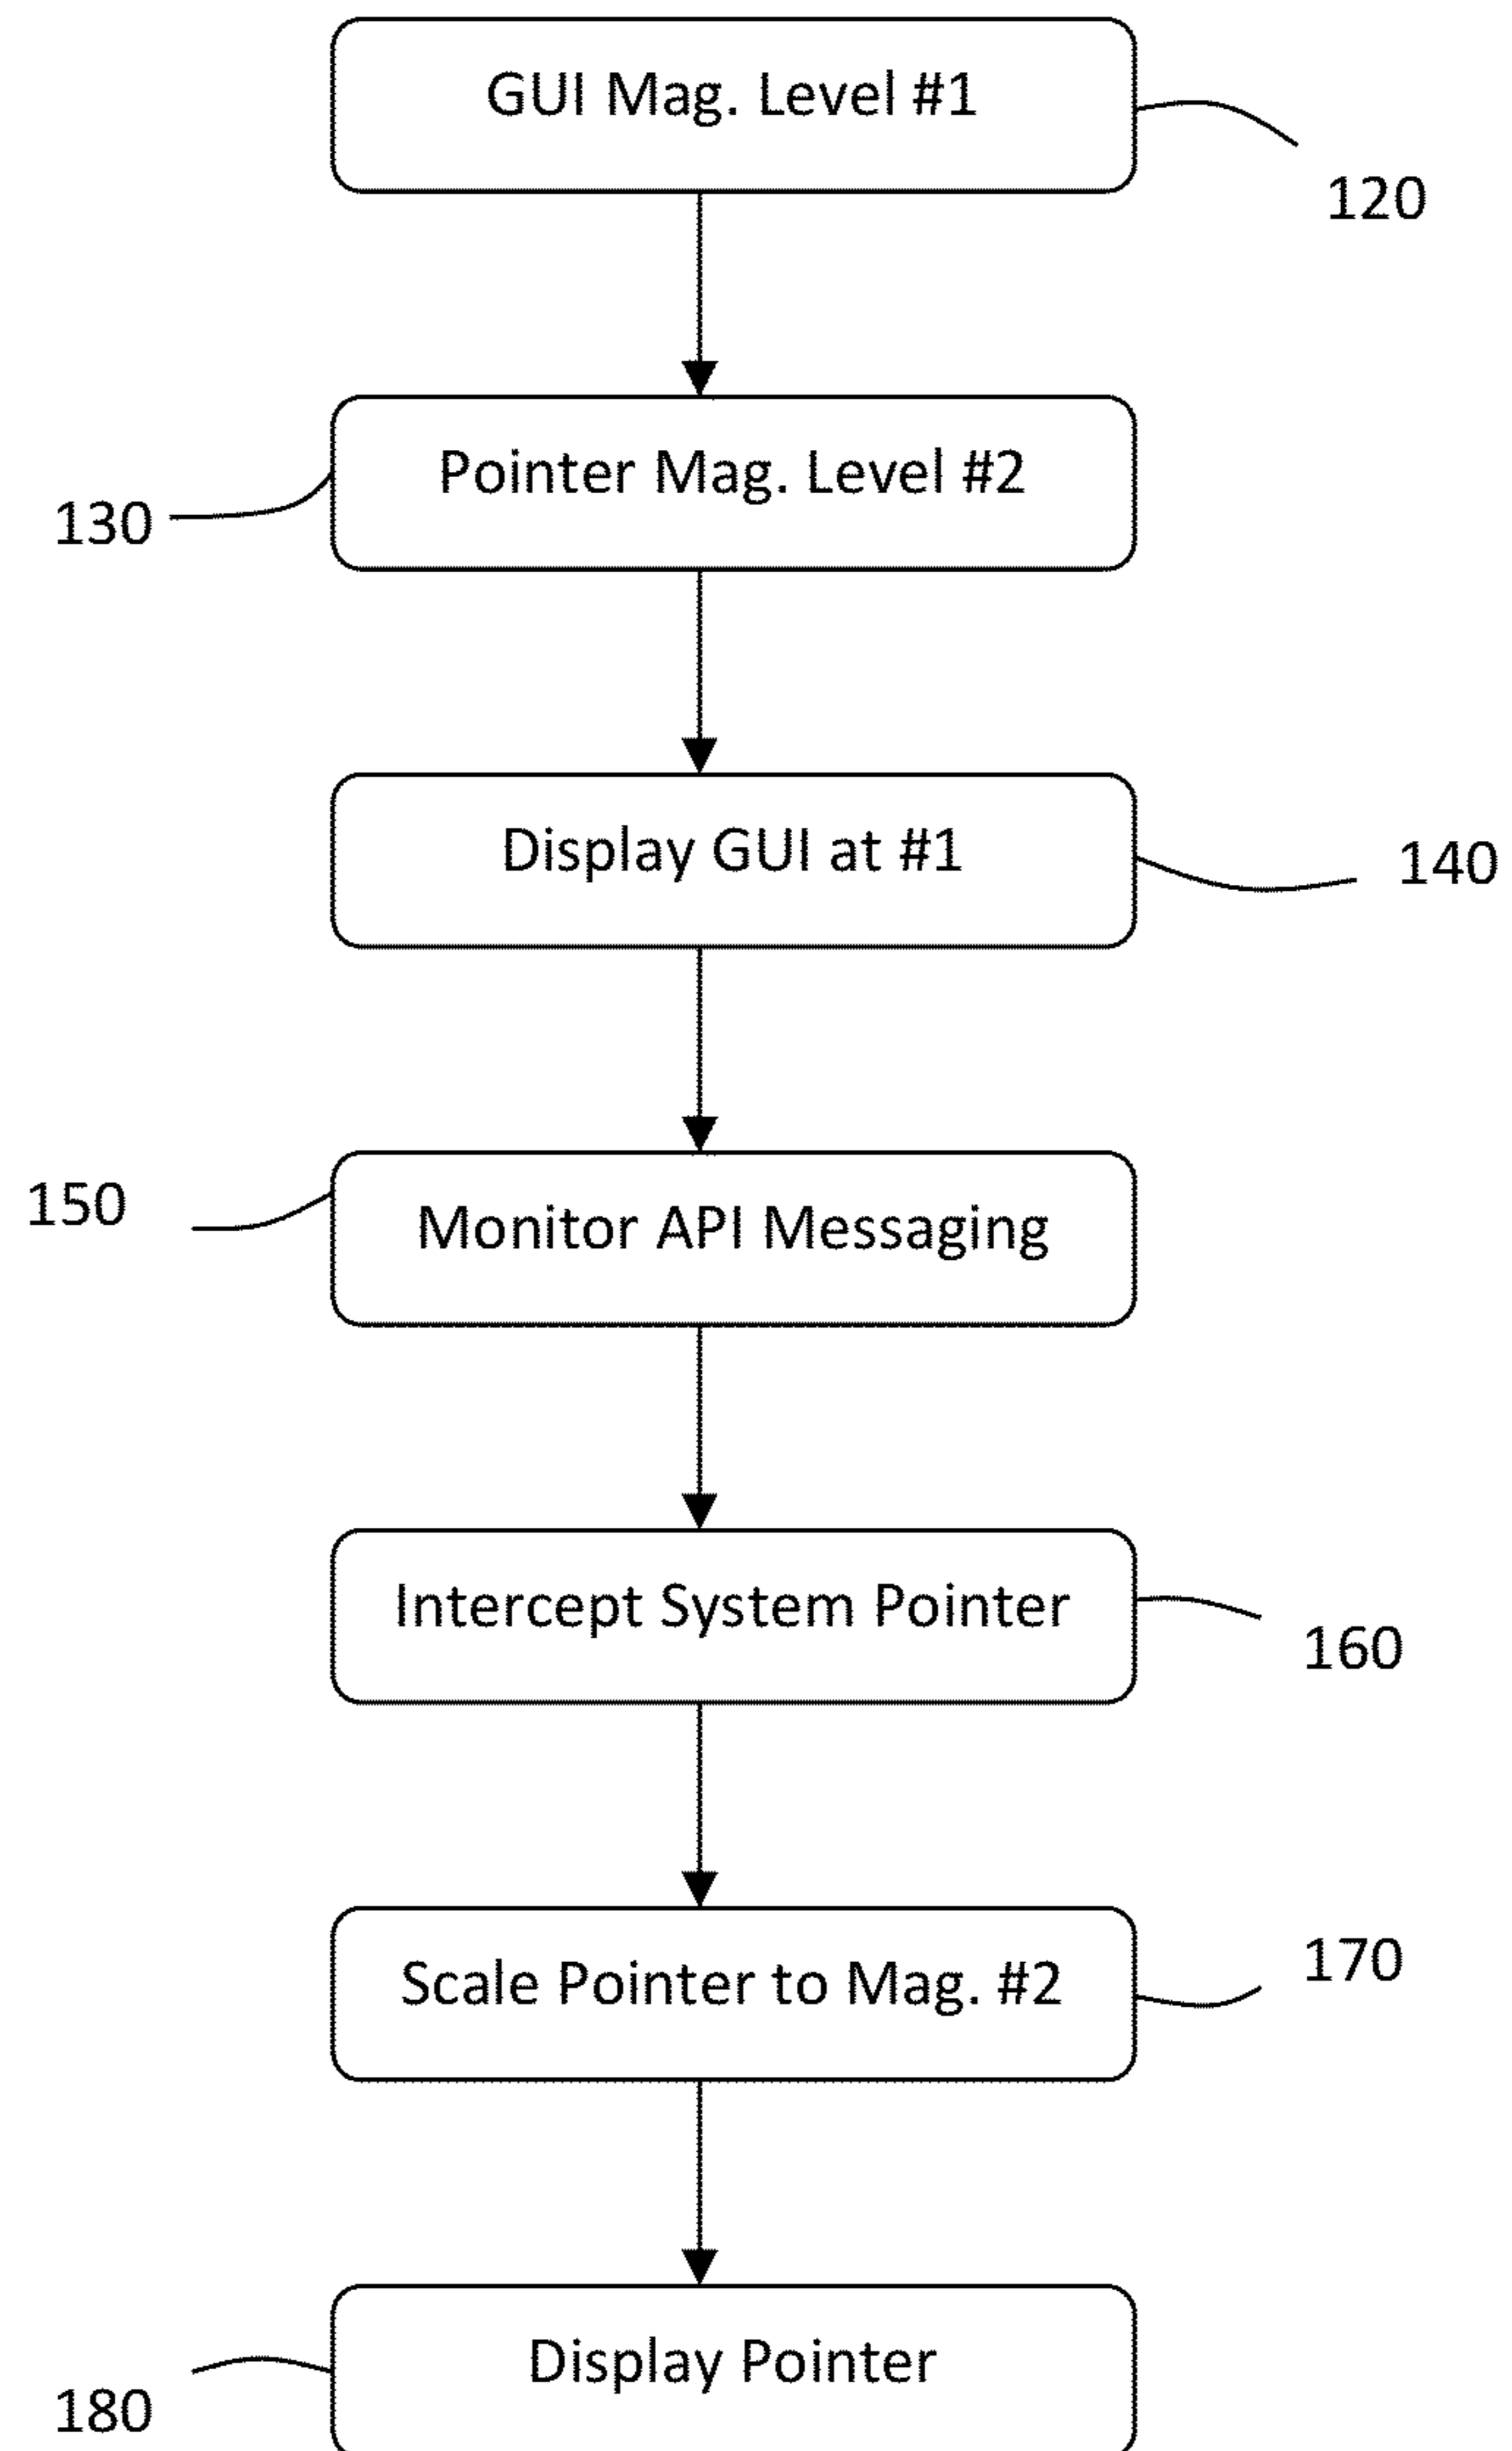 GUI Mag. Level #1
120
Pointer Mag. Level #2
130
Display GUI at #1
140
150
Monitor API Messaging
Intercept System Pointer
160
Scale Pointer to Mag. #2
170
Display Pointer
180